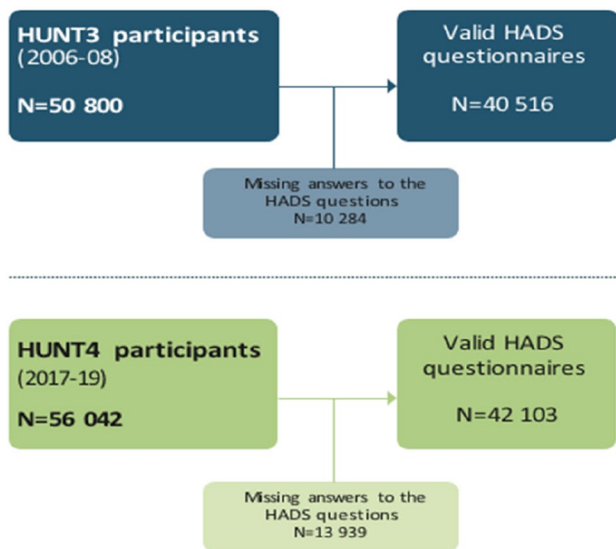 HUNT3 participants
(2006-08)
N=50 800
Valid HADS
questionnaires
N=40 516
Missing answers to the
HADS questions
N=10 284
HUNT4 participants
(2017-19)
N=56 042
Valid HADS
questionnaires
N=42 103
Missing answers to the
HADS questions
N=13 939